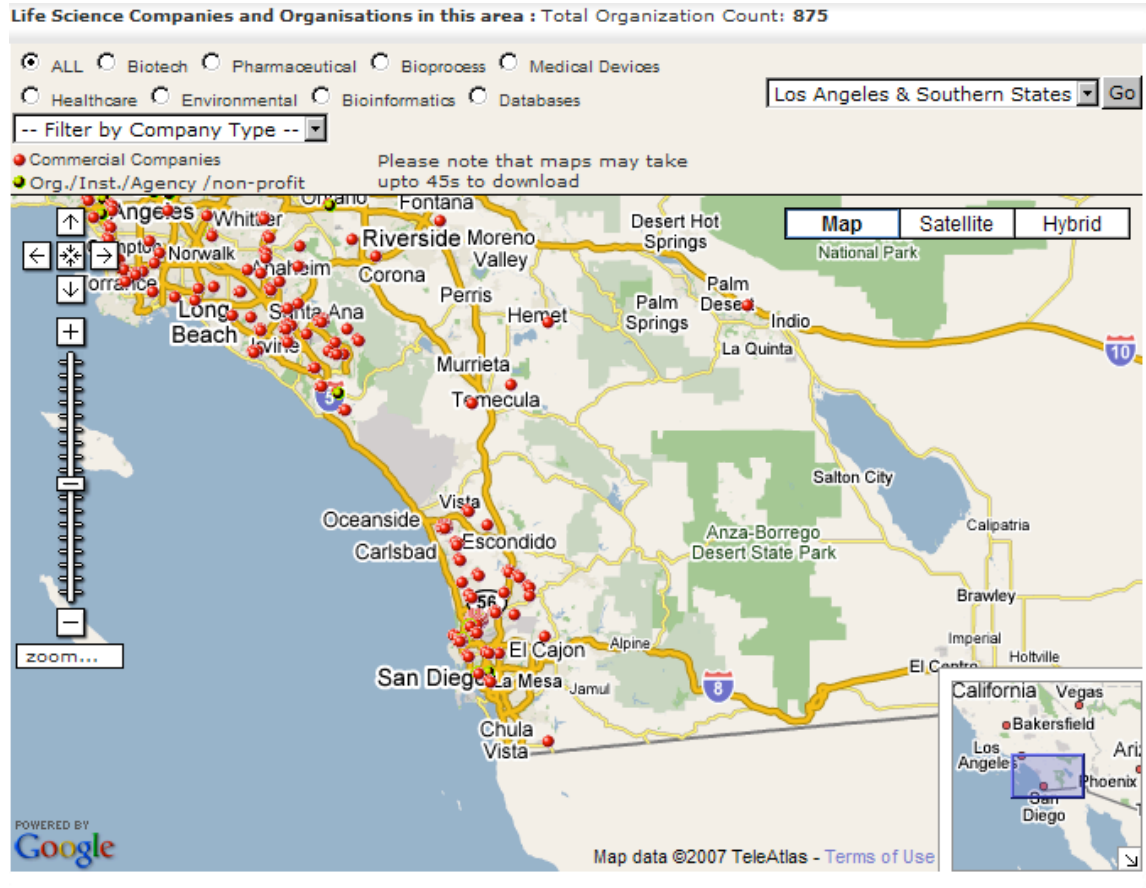 Life Science Companies and Organisations in this area : Total Organization Count: 875
ALL Biotech Pharmaceutical Bioprocess Medical Devices
Healthcare Environmental Bioinformatics Databases
Los Angeles & Southern States Go
-- Filter by Company Type --
Commercial Companies
Org./Inst./Agency /non-profit
Please note that maps may take
upto 45s to download
Map Satellite Hybrid
Angeles Whittier Fontana
Desert Hot
Springs
National Park
Norwalk Riverside Moreno
Valley
Anaheim Corona
Torrance
Perris
Palm
Desert
Long
Beach
Santa Ana
Hemet
Palm
Springs
Indio
Irvine
La Quinta
10
Murrieta
5
Temecula
Salton City
Vista
Oceanside
Carlsbad
Escondido
Anza-Borrego
Desert State Park
Calipatria
56
Brawley
zoom...
El Cajon
Alpine
Imperial
Holtville
El Centro
San Diego
La Mesa
Jamul
8
Chula
Vista
California Vegas
Bakersfield
Los
Angeles
Ari
Phoenix
San
Diego
POWERED BY
Google
Map data ©2007 TeleAtlas - Terms of Use